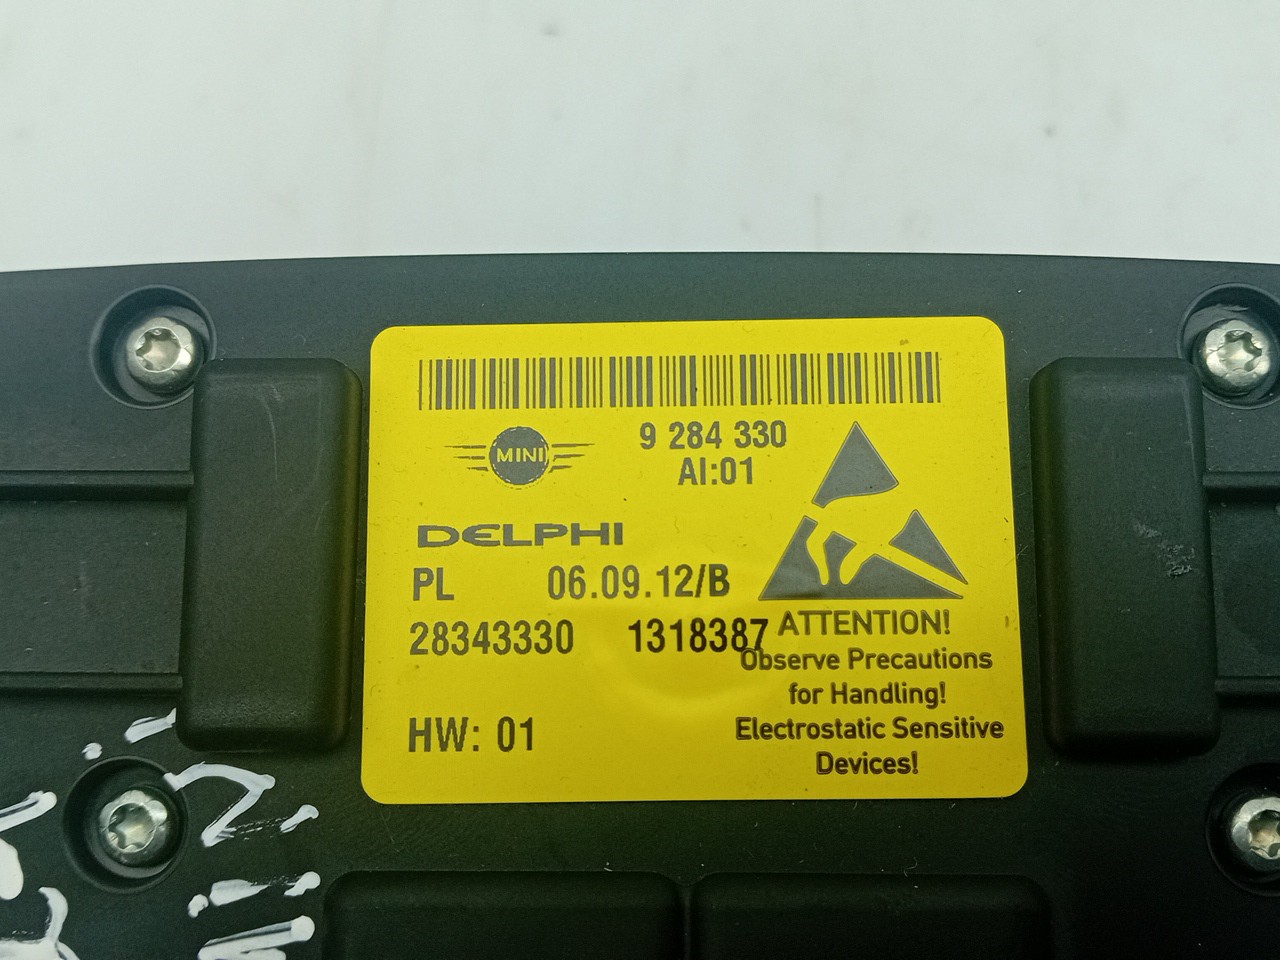 9 284 330
AI:01
MINI
DELPHI
PL 06.09.12/B
28343330 1318387
HW: 01
ATTENTION!
Observe Precautions
for Handling!
Electrostatic Sensitive
Devices!